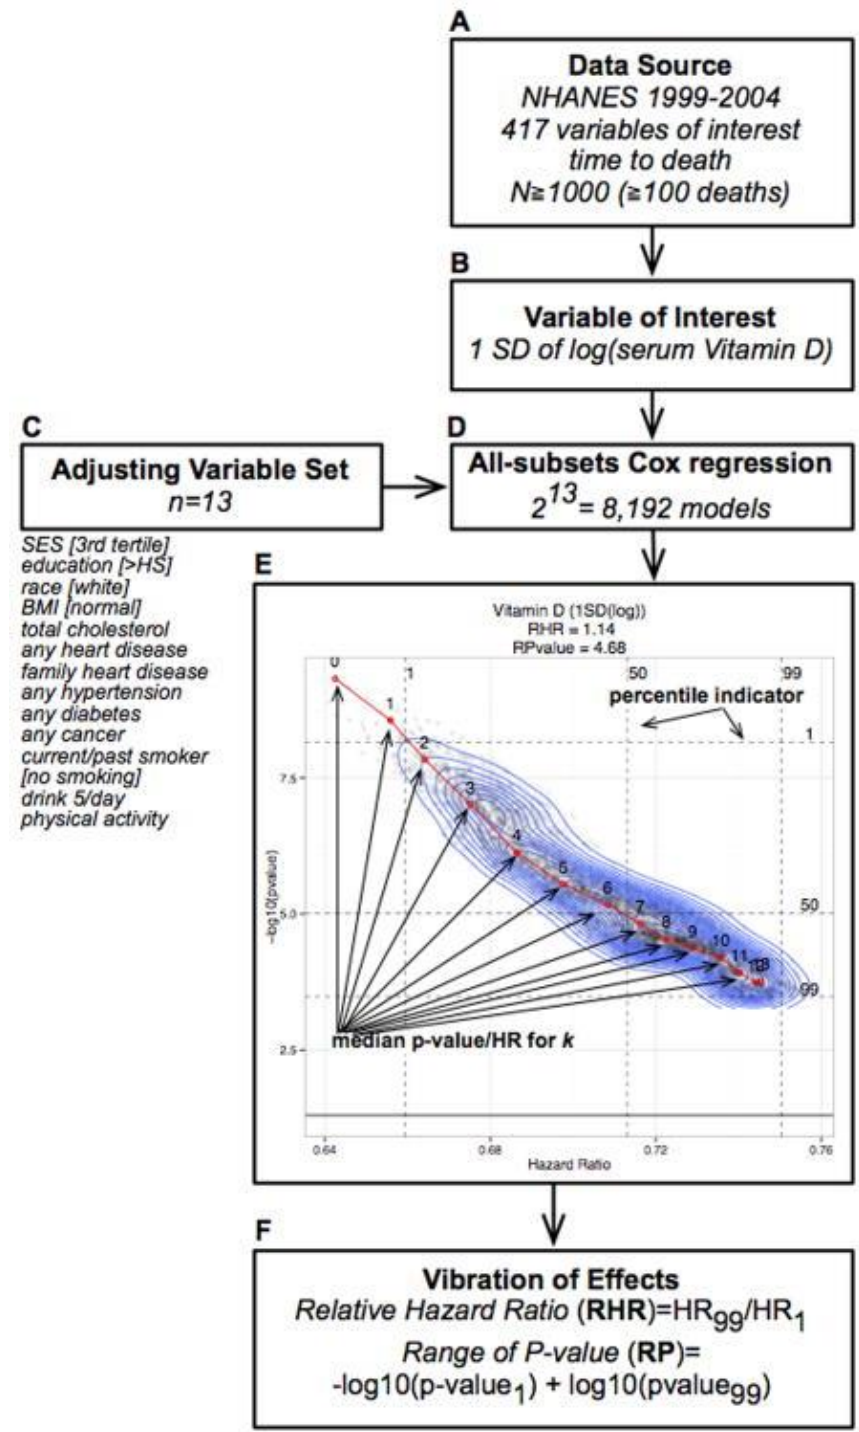 A
Data Source
NHANES 1999-2004
417 variables of interest
time to death
N≧1000 (≧100 deaths)
B
Variable of Interest
1 SD of log(serum Vitamin D)
C
Adjusting Variable Set
n=13
SES [3rd tertile]
education [>HS]
race [white]
BMI [normal]
total cholesterol
any heart disease
family heart disease
any hypertension
any diabetes
any cancer
current/past smoker
[no smoking]
drink 5/day
physical activity
D
All-subsets Cox regression
2^13 = 8,192 models
E
Vitamin D (1SD(log))
RHR = 1.14
RPvalue = 4.68
0
1
50
99
percentile indicator
1
1
2
7.5
3
4
5
6
50
-log10(pvalue)
5.0
7
8
9
10
11
13
99
median p-value/HR for k
2.5
0.64
0.68
0.72
0.76
Hazard Ratio
F
Vibration of Effects
Relative Hazard Ratio (RHR)=HR99/HR1
Range of P-value (RP)=
-log10(p-value1) + log10(pvalue99)